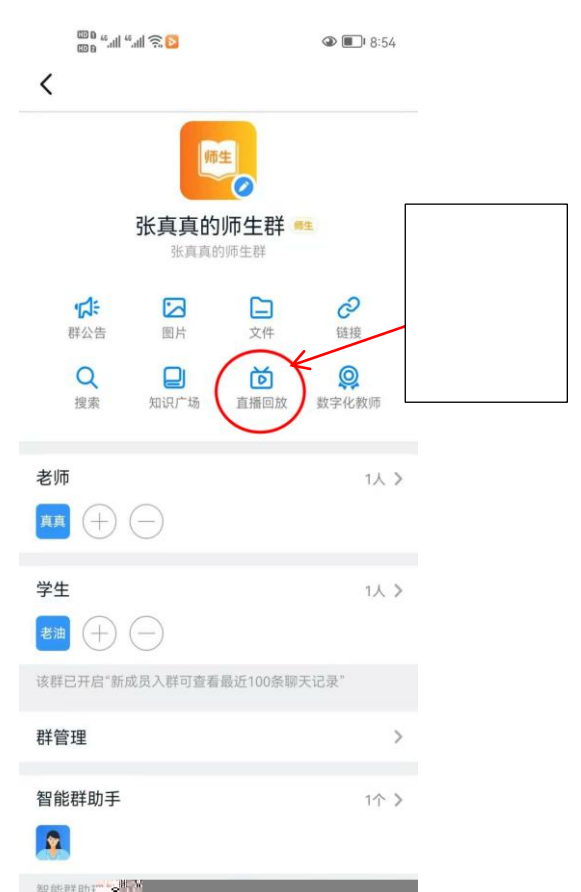 HD 46 46 8:54
HD
师生
张真真的师生群 师生
张真真的师生群
群公告 图片 文件 链接
搜索 知识广场 直播回放 数字化教师
老师 1人
真真
学生 1人
老油
该群已开启“新成员入群可查看最近100条聊天记录”
群管理
智能群助手 1个